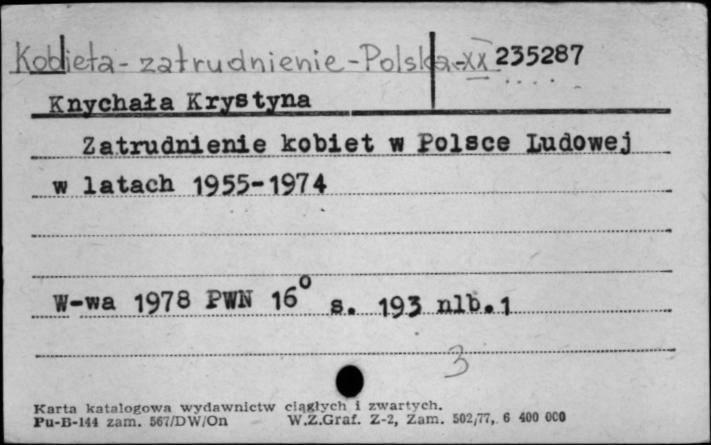 Kobieta - zatrudnienie - Polska - XX 235287
Knychała Krystyna
Zatrudnienie kobiet w Polsce Ludowej
w latach 1955-1974
W-wa 1978 PWN 16° s. 193 nlb. 1
3
Karta katalogowa wydawnictw ciągłych i zwartych.
Pu-B-144 zam. 567/DW/On W.Z.Graf. Z-2, Zam. 502/77, 6 400 000